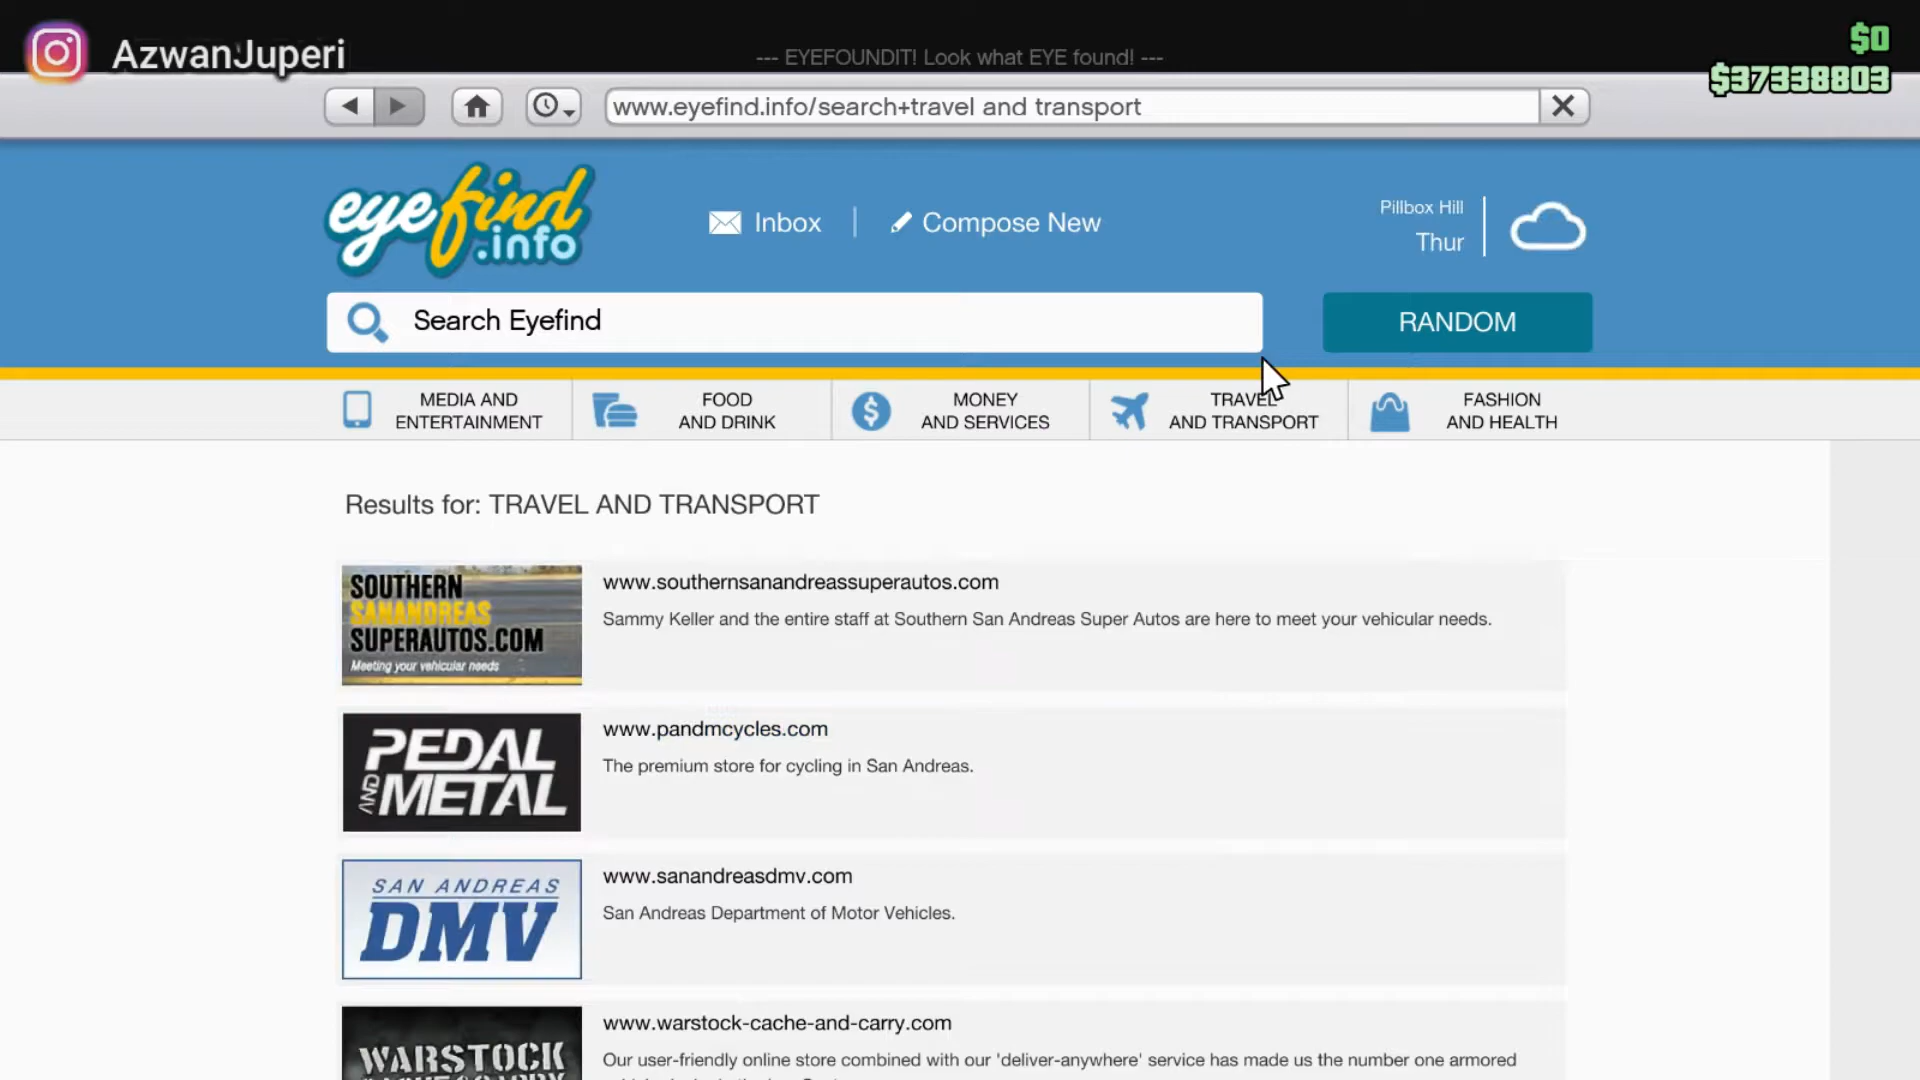 AzwanJuperi
--- EYEFOUNDIT! Look what EYE found! ---
$0
$37338803
www.eyefind.info/search+travel and transport
eyefind
.info
Inbox
Compose New
Pillbox Hill
Thur
Search Eyefind
RANDOM
MEDIA AND
ENTERTAINMENT
FOOD
AND DRINK
MONEY
AND SERVICES
TRAVEL
AND TRANSPORT
FASHION
AND HEALTH
Results for: TRAVEL AND TRANSPORT
SOUTHERN
SANANDREAS
SUPERAUTOS.COM
Meeting your vehicular needs
www.southernsanandreassuperautos.com
Sammy Keller and the entire staff at Southern San Andreas Super Autos are here to meet your vehicular needs.
PEDAL
AND METAL
www.pandmcycles.com
The premium store for cycling in San Andreas.
SAN ANDREAS
DMV
www.sanandreasdmv.com
San Andreas Department of Motor Vehicles.
WARSTOCK
www.warstock-cache-and-carry.com
Our user-friendly online store combined with our 'deliver-anywhere' service has made us the number one armored